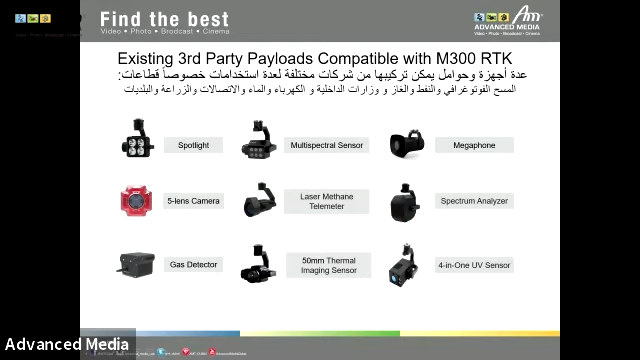 Find the best
Video • Photo • Brodcast • Cinema
Am
ADVANCED MEDIA
Video • Photo • Broadcast • Cinema
Existing 3rd Party Payloads Compatible with M300 RTK
عدة أجهزة وحوامل يمكن تركيبها من شركات مختلفة لعدة استخدامات خصوصاً قطاعات:
المسح الفوتوغرافي والنفط والغاز و وزارات الداخلية و الكهرباء والماء والاتصالات والزراعة والبلديات
Spotlight
Multispectral Sensor
Megaphone
5-lens Camera
Laser Methane
Telemeter
Spectrum Analyzer
Gas Detector
50mm Thermal
Imaging Sensor
4-in-One UV Sensor
Advanced Media